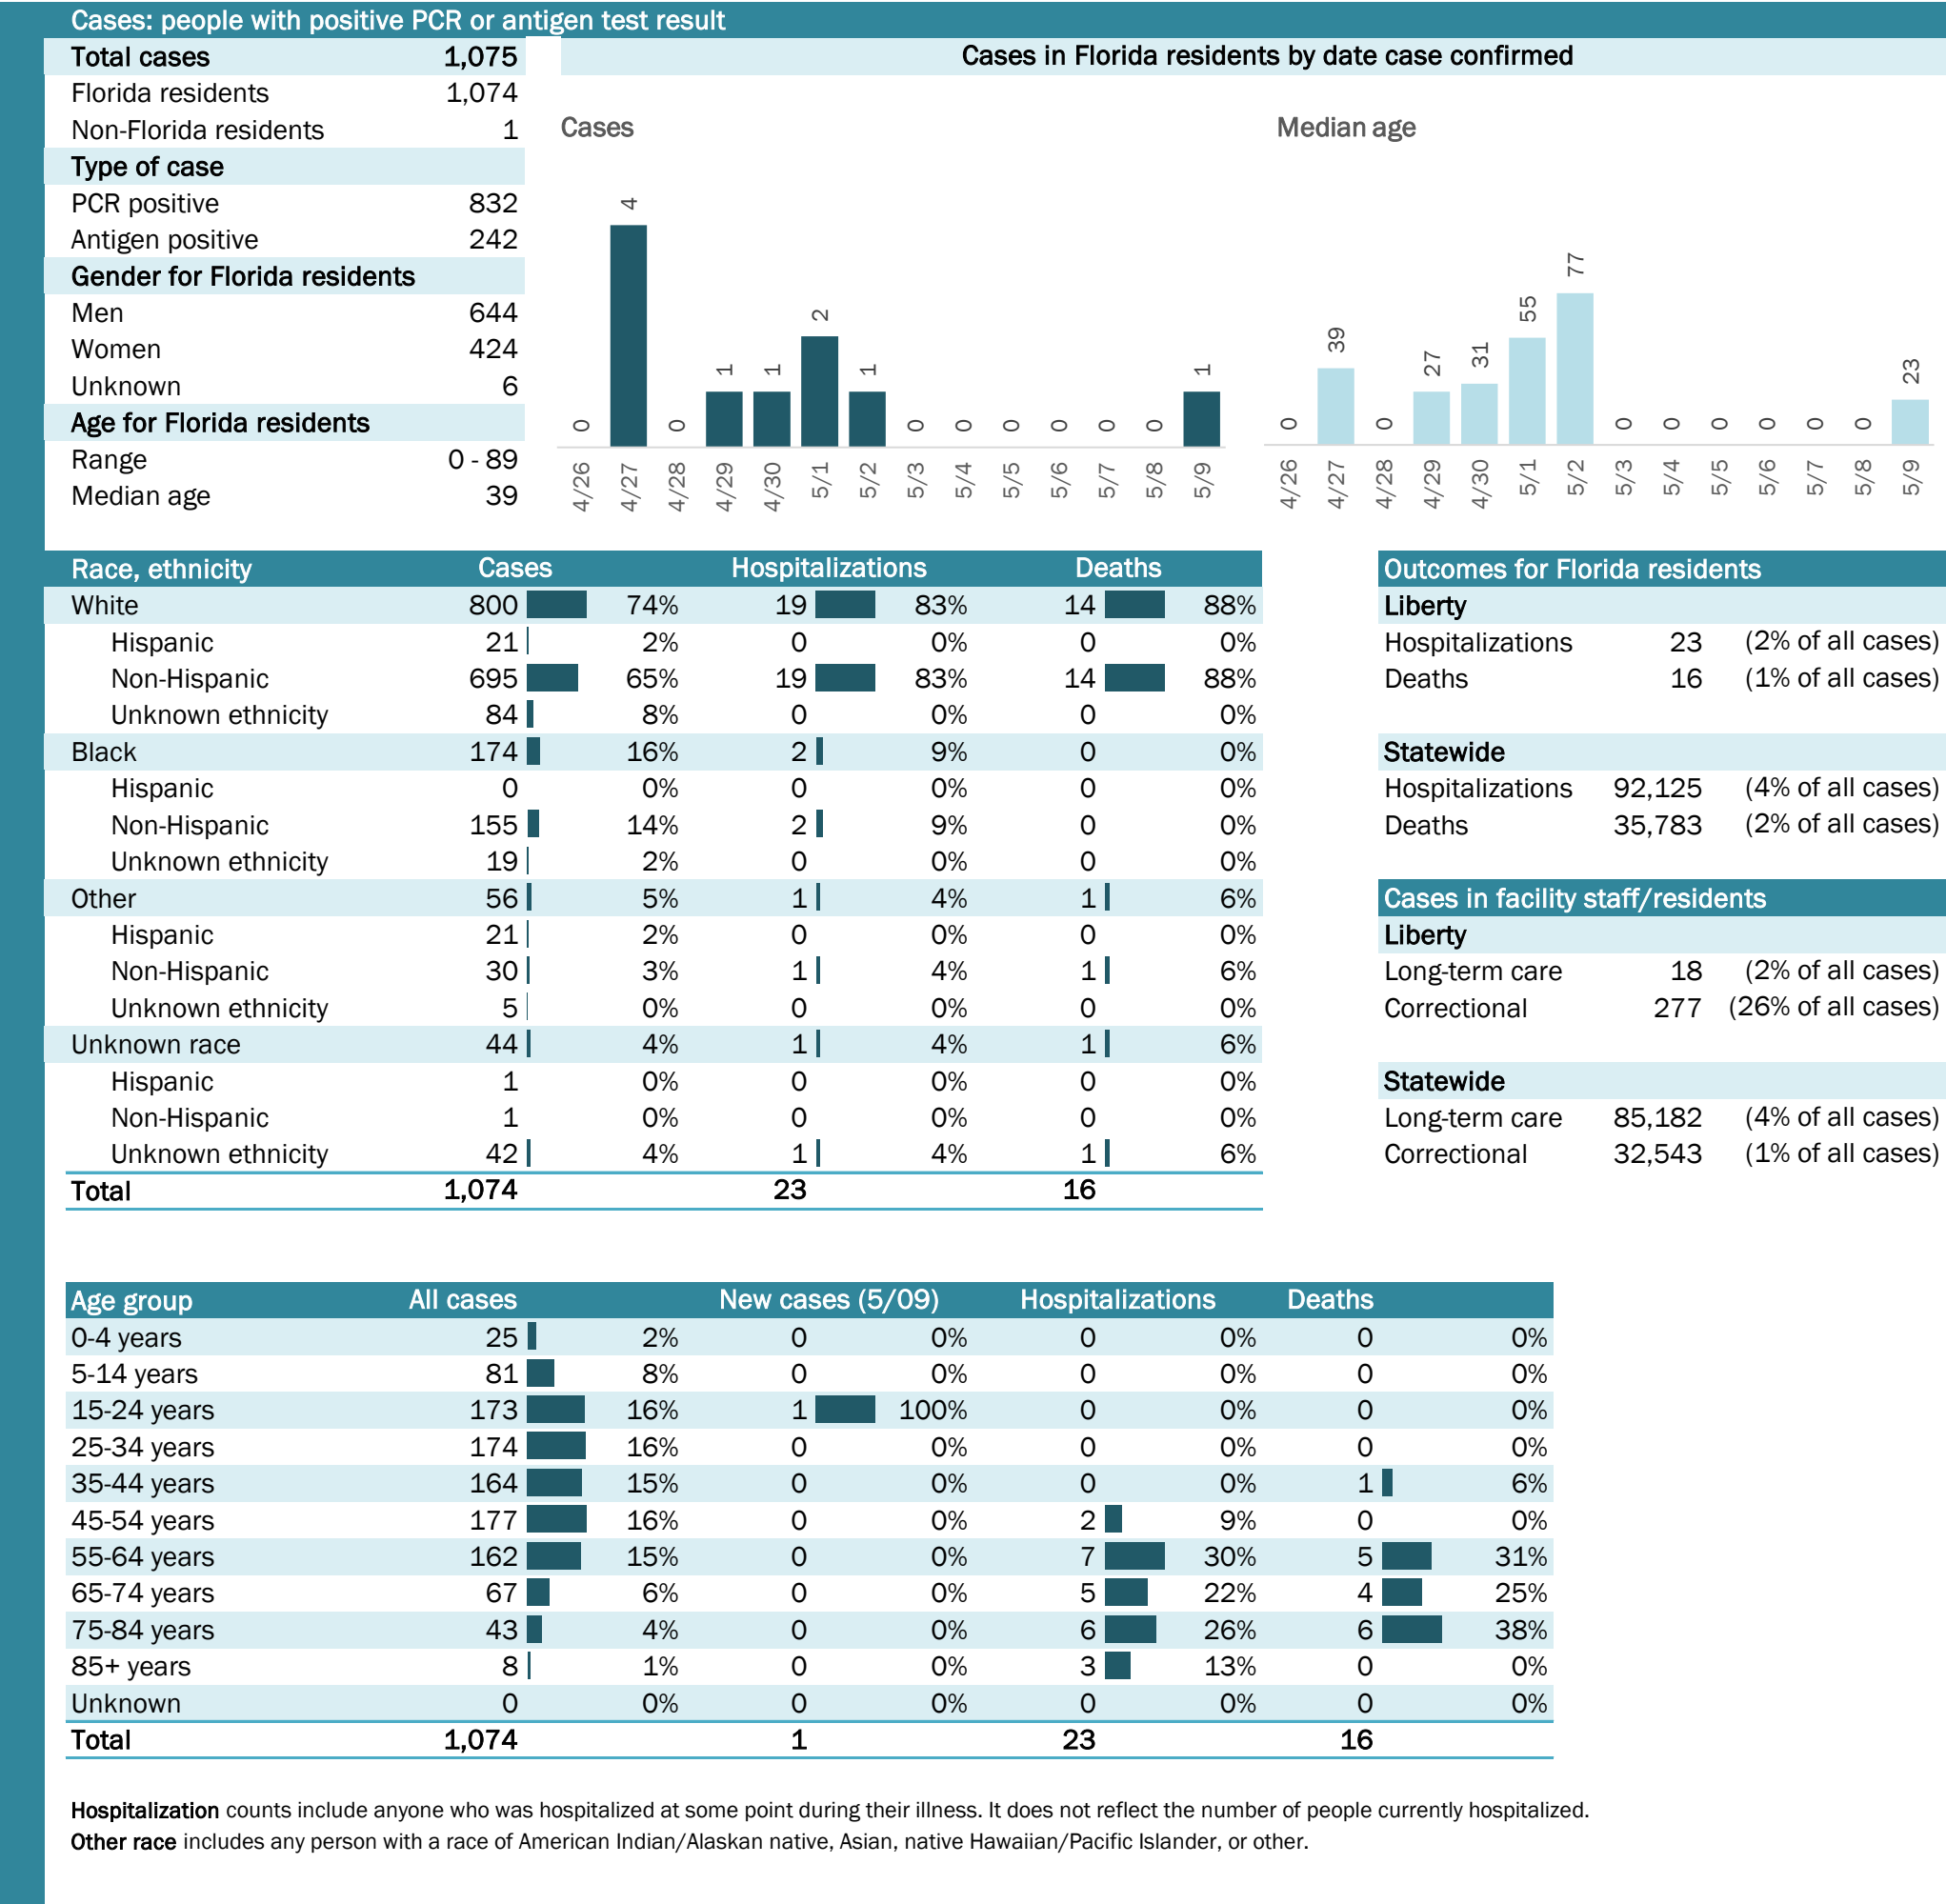 Cases: people with positive PCR or antigen test result
Total cases 1,075
Florida residents 1,074
Non-Florida residents 1
Type of case
PCR positive 832
Antigen positive 242
Gender for Florida residents
Men 644
Women 424
Unknown 6
Age for Florida residents
Range 0 - 89
Median age 39
Cases in Florida residents by date case confirmed
Cases
0 4 0 1 1 2 1 0 0 0 0 0 0 1
4/26 4/27 4/28 4/29 4/30 5/1 5/2 5/3 5/4 5/5 5/6 5/7 5/8 5/9
Median age
0 39 0 27 31 55 77 0 0 0 0 0 0 23
4/26 4/27 4/28 4/29 4/30 5/1 5/2 5/3 5/4 5/5 5/6 5/7 5/8 5/9
Race, ethnicity Cases Hospitalizations Deaths
White 800 74% 19 83% 14 88%
Hispanic 21 2% 0 0% 0 0%
Non-Hispanic 695 65% 19 83% 14 88%
Unknown ethnicity 84 8% 0 0% 0 0%
Black 174 16% 2 9% 0 0%
Hispanic 0 0% 0 0% 0 0%
Non-Hispanic 155 14% 2 9% 0 0%
Unknown ethnicity 19 2% 0 0% 0 0%
Other 56 5% 1 4% 1 6%
Hispanic 21 2% 0 0% 0 0%
Non-Hispanic 30 3% 1 4% 1 6%
Unknown ethnicity 5 0% 0 0% 0 0%
Unknown race 44 4% 1 4% 1 6%
Hispanic 1 0% 0 0% 0 0%
Non-Hispanic 1 0% 0 0% 0 0%
Unknown ethnicity 42 4% 1 4% 1 6%
Total 1,074 23 16
Outcomes for Florida residents
Liberty
Hospitalizations 23 (2% of all cases)
Deaths 16 (1% of all cases)
Statewide
Hospitalizations 92,125 (4% of all cases)
Deaths 35,783 (2% of all cases)
Cases in facility staff/residents
Liberty
Long-term care 18 (2% of all cases)
Correctional 277 (26% of all cases)
Statewide
Long-term care 85,182 (4% of all cases)
Correctional 32,543 (1% of all cases)
Age group All cases New cases (5/09) Hospitalizations Deaths
0-4 years 25 2% 0 0% 0 0% 0 0%
5-14 years 81 8% 0 0% 0 0% 0 0%
15-24 years 173 16% 1 100% 0 0% 0 0%
25-34 years 174 16% 0 0% 0 0% 0 0%
35-44 years 164 15% 0 0% 0 0% 1 6%
45-54 years 177 16% 0 0% 2 9% 0 0%
55-64 years 162 15% 0 0% 7 30% 5 31%
65-74 years 67 6% 0 0% 5 22% 4 25%
75-84 years 43 4% 0 0% 6 26% 6 38%
85+ years 8 1% 0 0% 3 13% 0 0%
Unknown 0 0% 0 0% 0 0% 0 0%
Total 1,074 1 23 16
Hospitalization counts include anyone who was hospitalized at some point during their illness. It does not reflect the number of people currently hospitalized.
Other race includes any person with a race of American Indian/Alaskan native, Asian, native Hawaiian/Pacific Islander, or other.